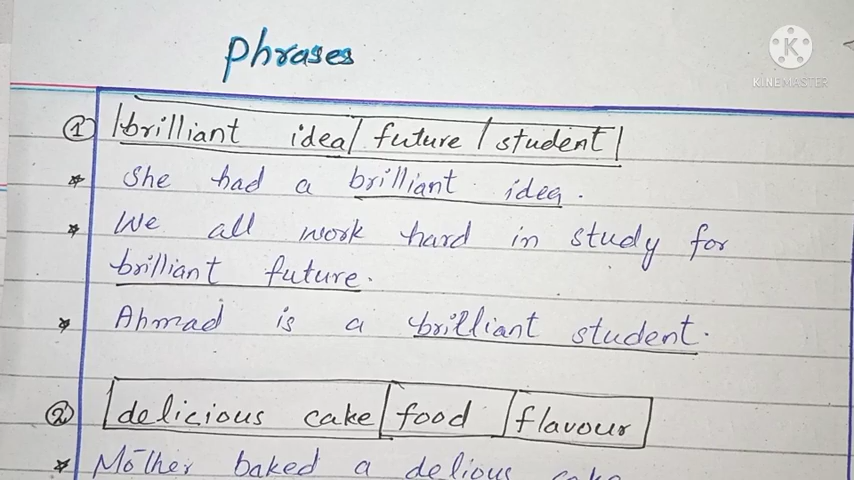 Phrases
KINEMASTER
① brilliant idea / future / student
* She had a brilliant idea.
* We all work hard in study for
brilliant future.
* Ahmad is a brilliant student.
② delicious cake / food / flavour
* Mother baked a delious cake